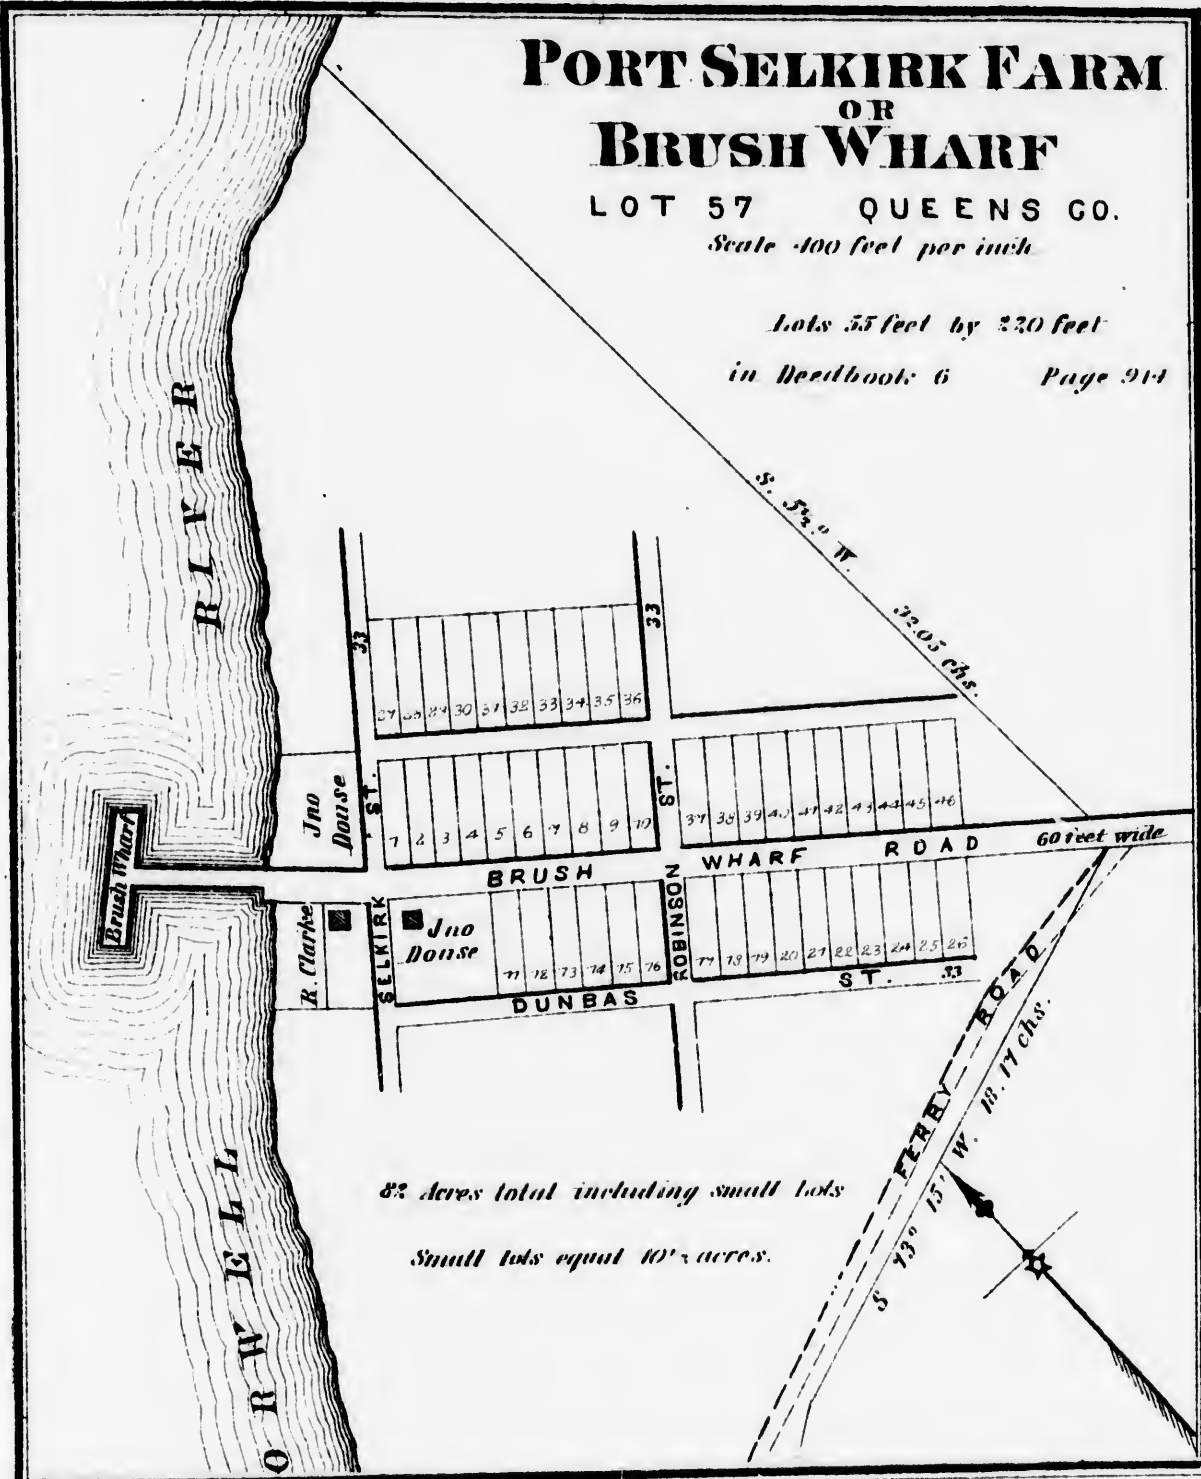 PORT SELKIRK FARM
OR
BRUSH WHARF
LOT 57 QUEENS CO.
Scale 400 feet per inch
Lots 55 feet by 220 feet
in Deedbook 6 Page 914
RIVER
S. 5½° W.
32.05 chs.
33
33
27 28 29 30 31 32 33 34 35 36
Jno
Douse
ST.
1 2 3 4 5 6 7 8 9 10
ST.
37 38 39 40 41 42 43 44 45 46
Brush Wharf
BRUSH WHARF ROAD
60 feet wide
R. Clarke
SELKIRK
Jno
Douse
11 12 13 14 15 16
ROBINSON
17 18 19 20 21 22 23 24 25 26
DUNBAS ST. 33
FERRY ROAD
S 73° 15' W. 18.17 chs.
82 Acres total including small Lots
Small lots equal 10½ acres.
ORWELL